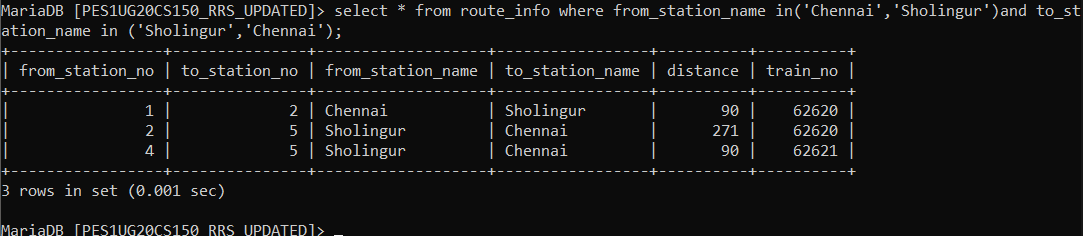 MariaDB [PES1UG20CS150_RRS_UPDATED]> select * from route_info where from_station_name in('Chennai','Sholingur')and to_st
ation_name in ('Sholingur','Chennai');
+-----------------+---------------+-------------------+-----------------+----------+----------+
| from_station_no | to_station_no | from_station_name | to_station_name | distance | train_no |
+-----------------+---------------+-------------------+-----------------+----------+----------+
|               1 |             2 | Chennai           | Sholingur       |       90 |    62620 |
|               2 |             5 | Sholingur         | Chennai         |      271 |    62620 |
|               4 |             5 | Sholingur         | Chennai         |       90 |    62621 |
+-----------------+---------------+-------------------+-----------------+----------+----------+
3 rows in set (0.001 sec)
MariaDB [PES1UG20CS150_RRS_UPDATED]> _